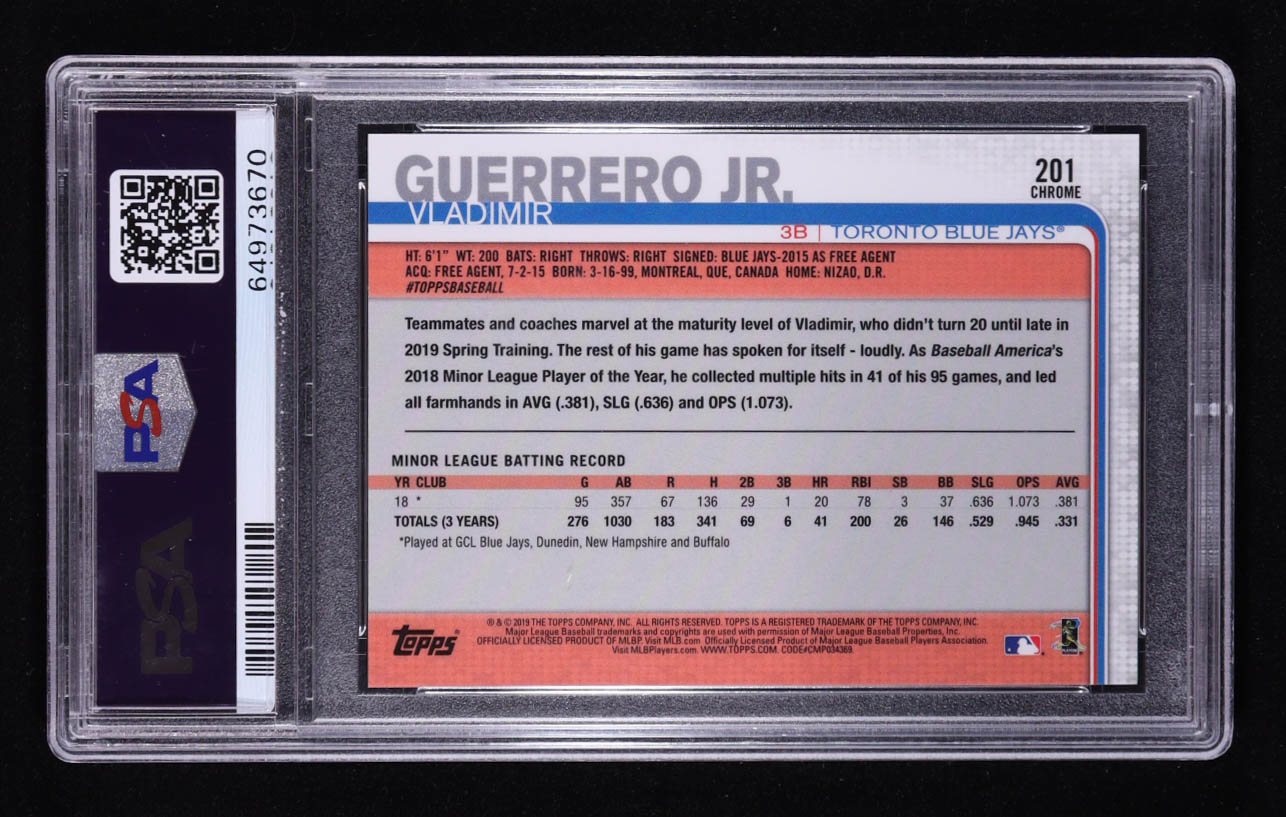 64973670
PSA
PSA
GUERRERO JR.
201
CHROME
VLADIMIR
3B | TORONTO BLUE JAYS®
HT: 6'1" WT: 200 BATS: RIGHT THROWS: RIGHT SIGNED: BLUE JAYS-2015 AS FREE AGENT
ACQ: FREE AGENT, 7-2-15 BORN: 3-16-99, MONTREAL, QUE, CANADA HOME: NIZAO, D.R.
#TOPPSBASEBALL
Teammates and coaches marvel at the maturity level of Vladimir, who didn't turn 20 until late in
2019 Spring Training. The rest of his game has spoken for itself - loudly. As Baseball America's
2018 Minor League Player of the Year, he collected multiple hits in 41 of his 95 games, and led
all farmhands in AVG (.381), SLG (.636) and OPS (1.073).
MINOR LEAGUE BATTING RECORD
YR CLUB G AB R H 2B 3B HR RBI SB BB SLG OPS AVG
18 * 95 357 67 136 29 1 20 78 3 37 .636 1.073 .381
TOTALS (3 YEARS) 276 1030 183 341 69 6 41 200 26 146 .529 .945 .331
*Played at GCL Blue Jays, Dunedin, New Hampshire and Buffalo
topps®
® & © 2019 THE TOPPS COMPANY, INC. ALL RIGHTS RESERVED. TOPPS IS A REGISTERED TRADEMARK OF THE TOPPS COMPANY, INC.
Major League Baseball trademarks and copyrights are used with permission of Major League Baseball Properties, Inc.
OFFICIALLY LICENSED PRODUCT OF MLBP. Visit MLB.com Officially Licensed Product of Major League Baseball Players Association.
Visit MLBPlayers.com. WWW.TOPPS.COM. CODE#CMP034369.